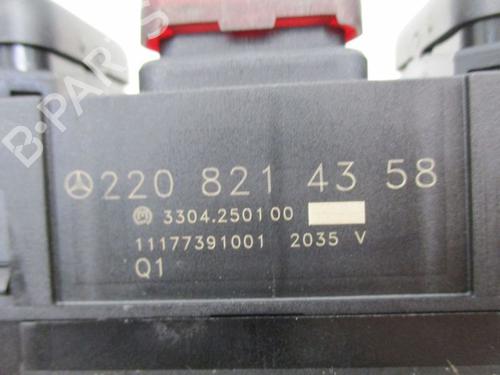 220 821 43 58
3304.250100
11177391001 2035 V
Q1
B-PARTS